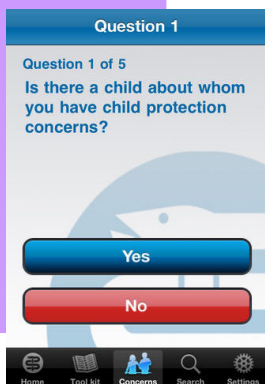 Question 1
Question 1 of 5
Is there a child about whom
you have child protection
concerns?
Yes
No
Home Tool kit Concerns Search Settings